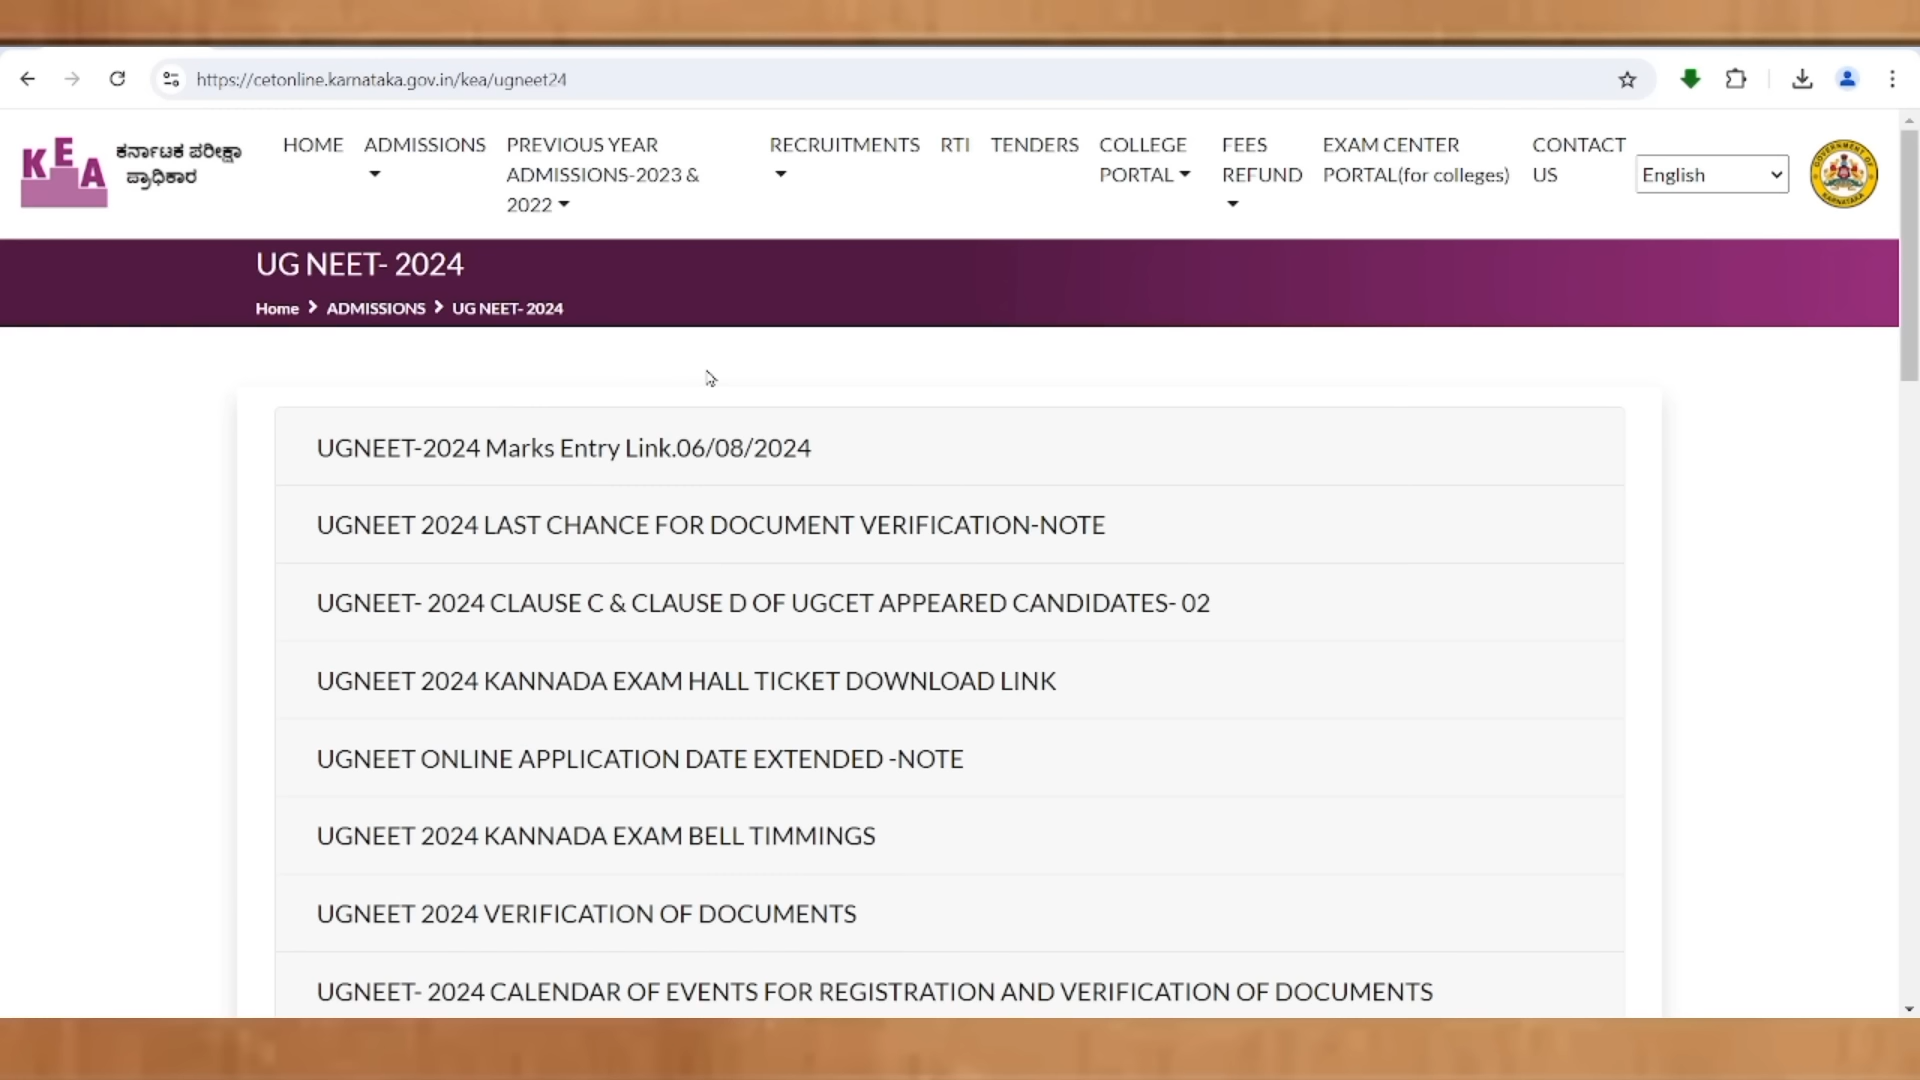 https://cetonline.karnataka.gov.in/kea/ugneet24
KEA
ಕರ್ನಾಟಕ ಪರೀಕ್ಷಾ
ಪ್ರಾಧಿಕಾರ
HOME
ADMISSIONS
PREVIOUS YEAR
ADMISSIONS-2023 &
2022
RECRUITMENTS
RTI
TENDERS
COLLEGE
PORTAL
FEES
REFUND
EXAM CENTER
PORTAL(for colleges)
CONTACT
US
English
UG NEET- 2024
Home > ADMISSIONS > UG NEET- 2024
UGNEET-2024 Marks Entry Link.06/08/2024
UGNEET 2024 LAST CHANCE FOR DOCUMENT VERIFICATION-NOTE
UGNEET- 2024 CLAUSE C & CLAUSE D OF UGCET APPEARED CANDIDATES- 02
UGNEET 2024 KANNADA EXAM HALL TICKET DOWNLOAD LINK
UGNEET ONLINE APPLICATION DATE EXTENDED -NOTE
UGNEET 2024 KANNADA EXAM BELL TIMMINGS
UGNEET 2024 VERIFICATION OF DOCUMENTS
UGNEET- 2024 CALENDAR OF EVENTS FOR REGISTRATION AND VERIFICATION OF DOCUMENTS